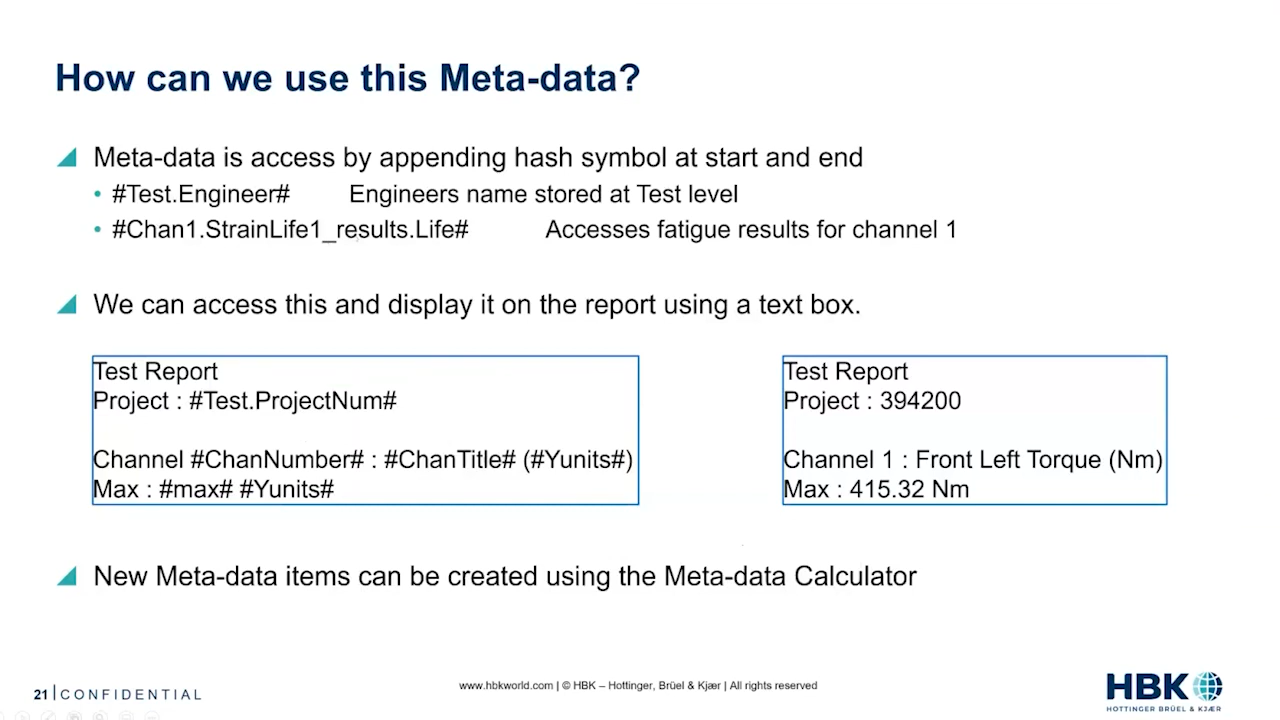 How can we use this Meta-data?
Meta-data is access by appending hash symbol at start and end
• #Test.Engineer# Engineers name stored at Test level
• #Chan1.StrainLife1_results.Life# Accesses fatigue results for channel 1
We can access this and display it on the report using a text box.
Test Report
Project : #Test.ProjectNum#
Channel #ChanNumber# : #ChanTitle# (#Yunits#)
Max : #max# #Yunits#
Test Report
Project : 394200
Channel 1 : Front Left Torque (Nm)
Max : 415.32 Nm
New Meta-data items can be created using the Meta-data Calculator
21 | CONFIDENTIAL
www.hbkworld.com | © HBK – Hottinger, Brüel & Kjær | All rights reserved
HBK
HOTTINGER BRÜEL & KJÆR